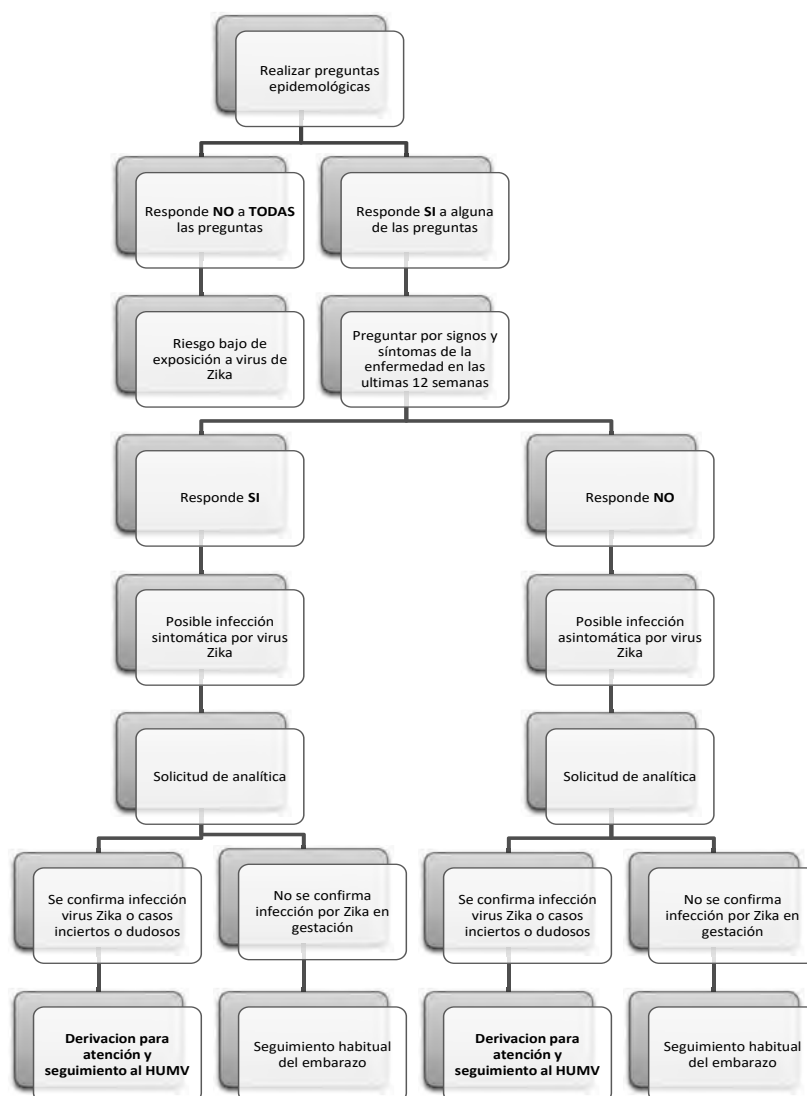 Realizar preguntas
epidemológicas
Responde NO a TODAS
las preguntas
Responde SI a alguna
de las preguntas
Riesgo bajo de
exposición a virus de
Zika
Preguntar por signos y
síntomas de la
enfermedad en las
ultimas 12 semanas
Responde SI
Responde NO
Posible infección
sintomática por virus
Zika
Posible infección
asintomática por virus
Zika
Solicitud de analítica
Solicitud de analítica
Se confirma infección
virus Zika o casos
inciertos o dudosos
No se confirma
infección por Zika en
gestación
Se confirma infección
virus Zika o casos
inciertos o dudosos
No se confirma
infección por Zika en
gestación
Derivacion para
atención y
seguimiento al HUMV
Seguimiento habitual
del embarazo
Derivacion para
atención y
seguimiento al HUMV
Seguimiento habitual
del embarazo